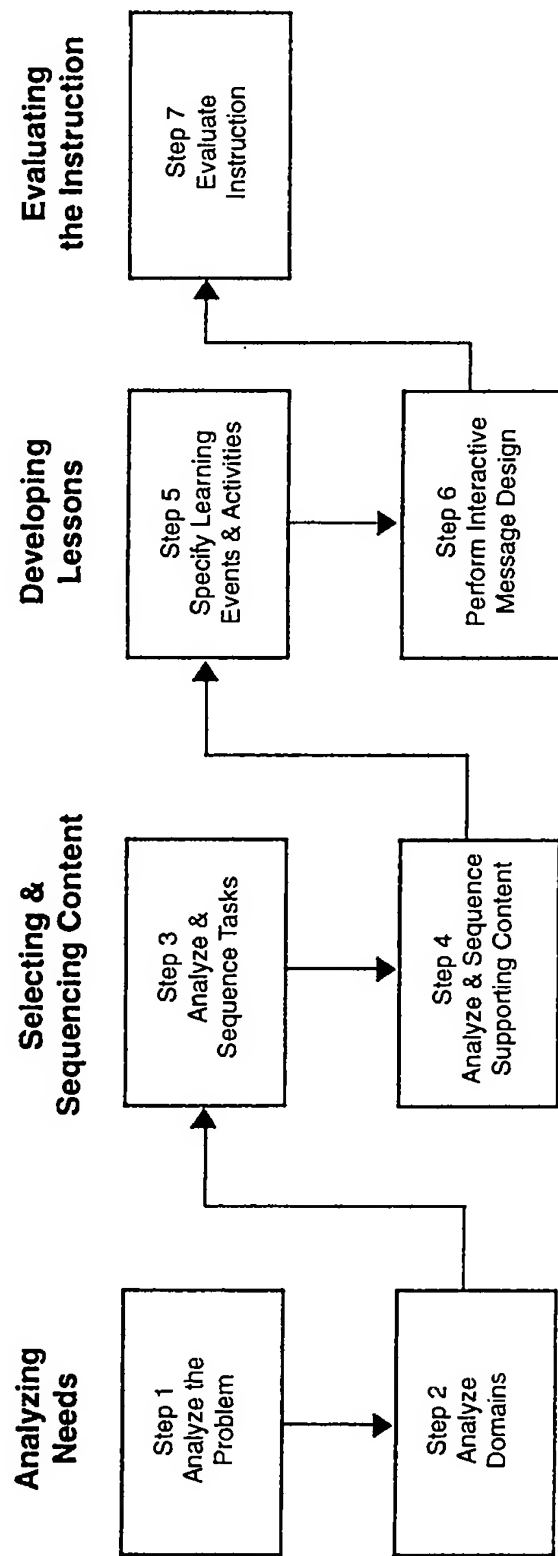 Analyzing
Needs
Step 1
Analyze the
Problem
Step 2
Analyze
Domains
Selecting &
Sequencing Content
Step 3
Analyze &
Sequence Tasks
Step 4
Analyze & Sequence
Supporting Content
Developing
Lessons
Step 5
Specify Learning
Events & Activities
Step 6
Perform Interactive
Message Design
Evaluating
the Instruction
Step 7
Evaluate
Instruction